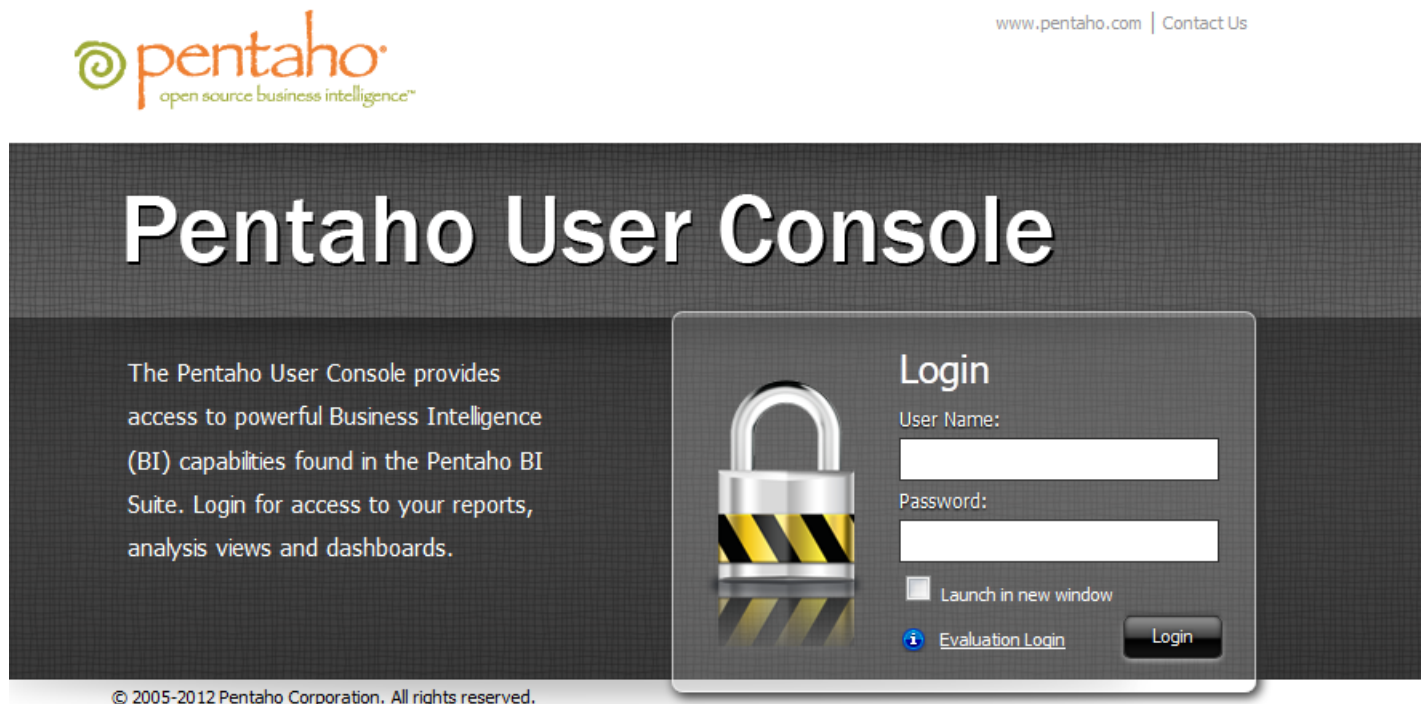 www.pentaho.com | Contact Us
pentaho®
open source business intelligence™
Pentaho User Console
The Pentaho User Console provides
access to powerful Business Intelligence
(BI) capabilities found in the Pentaho BI
Suite. Login for access to your reports,
analysis views and dashboards.
Login
User Name:
Password:
Launch in new window
Evaluation Login
Login
© 2005-2012 Pentaho Corporation. All rights reserved.